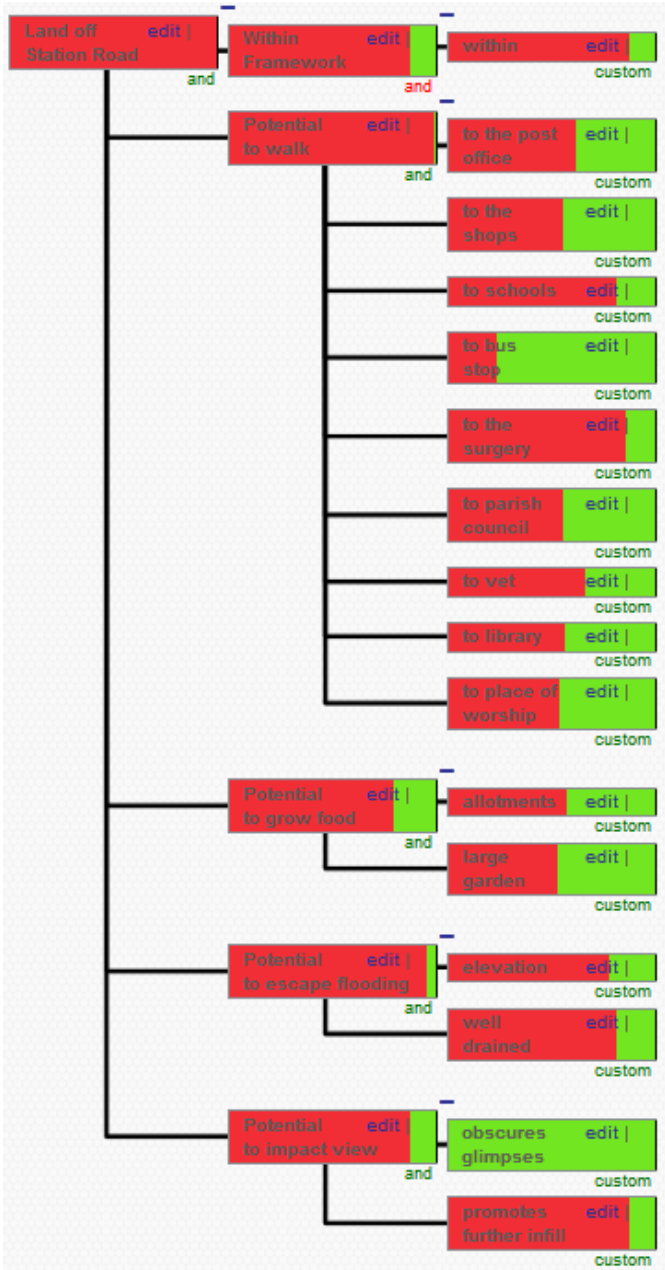 Land off edit |
Station Road
and
Within edit |
Framework
and
within edit |
custom
Potential edit |
to walk
and
to the post edit |
office
custom
to the edit |
shops
custom
to schools edit |
custom
to bus edit |
stop
custom
to the edit |
surgery
custom
to parish edit |
council
custom
to vet edit |
custom
to library edit |
custom
to place of edit |
worship
custom
Potential edit |
to grow food
and
allotments edit |
custom
large edit |
garden
custom
Potential edit |
to escape flooding
and
elevation edit |
custom
well edit |
drained
custom
Potential edit |
to impact view
and
obscures edit |
glimpses
custom
promotes edit |
further infill
custom